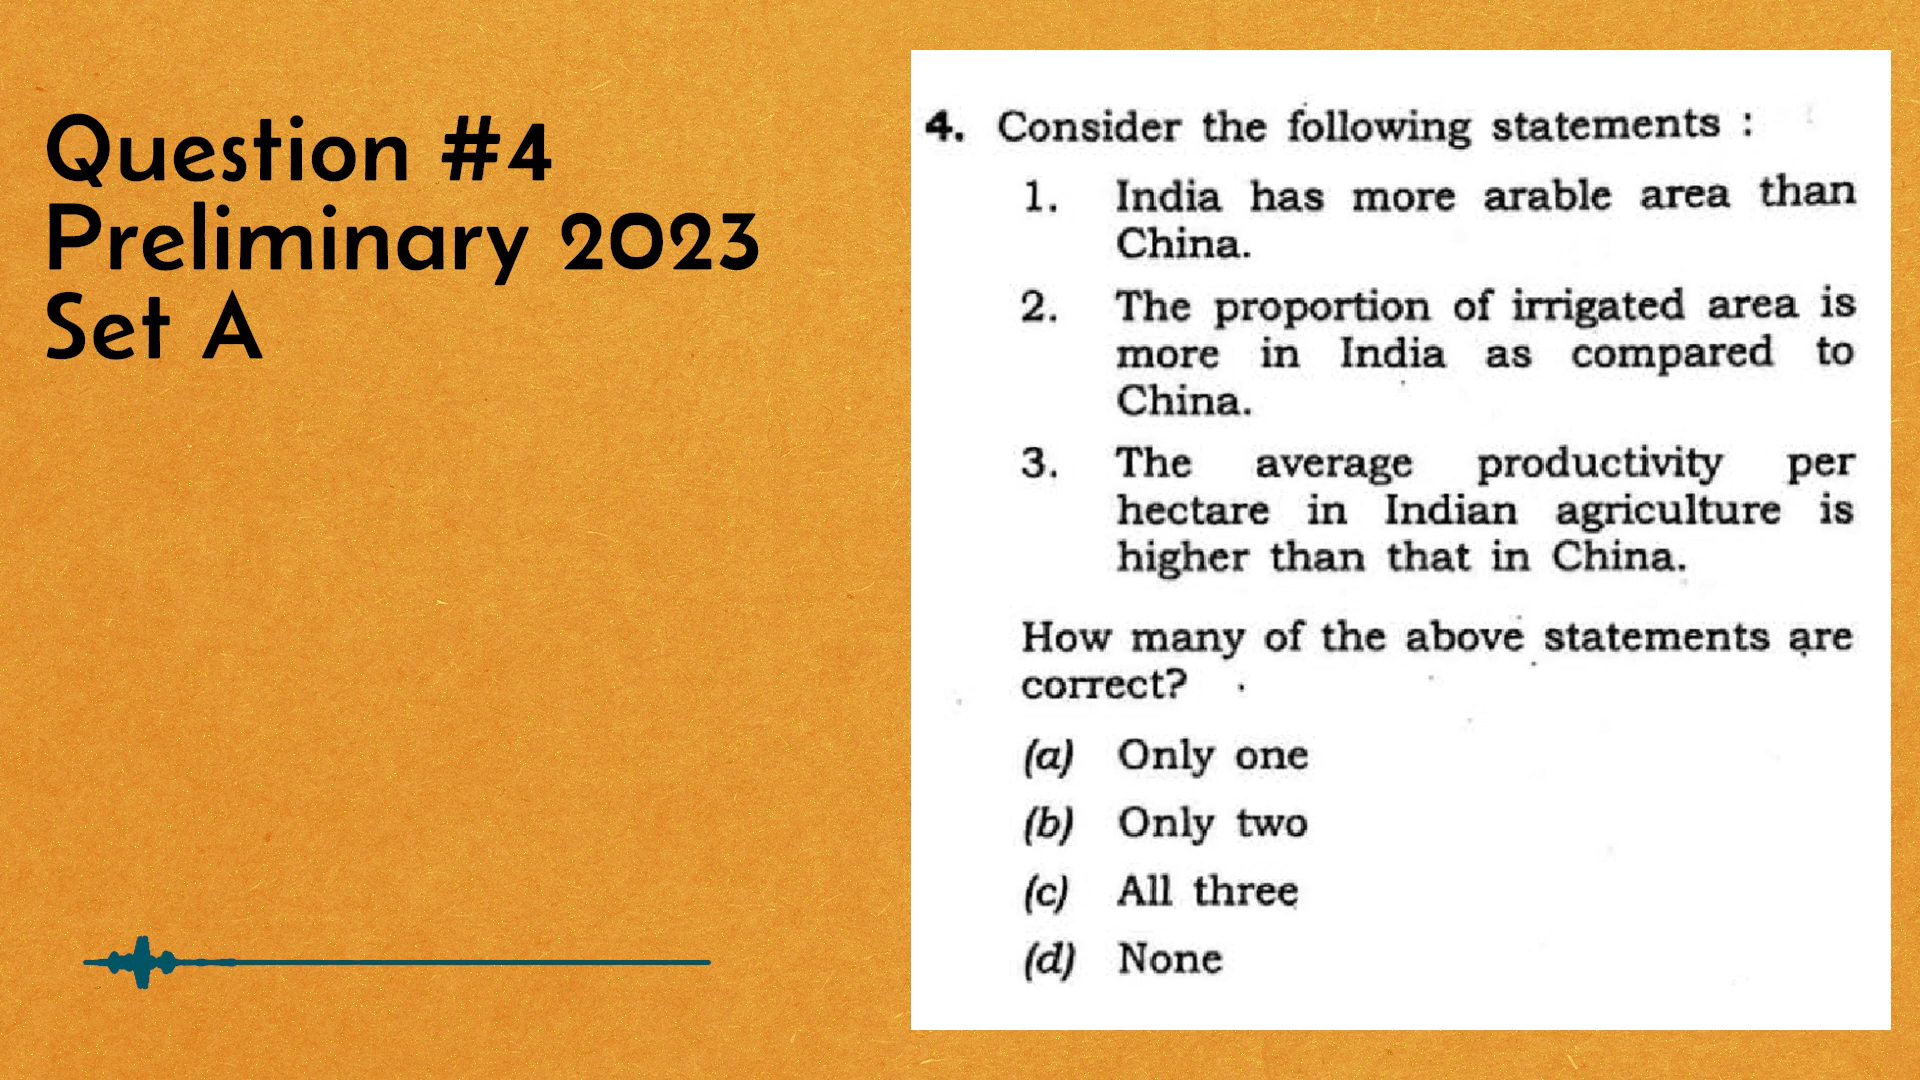 Question #4
Preliminary 2023
Set A
4. Consider the following statements :
1. India has more arable area than
China.
2. The proportion of irrigated area is
more in India as compared to
China.
3. The average productivity per
hectare in Indian agriculture is
higher than that in China.
How many of the above statements are
correct?
(a) Only one
(b) Only two
(c) All three
(d) None